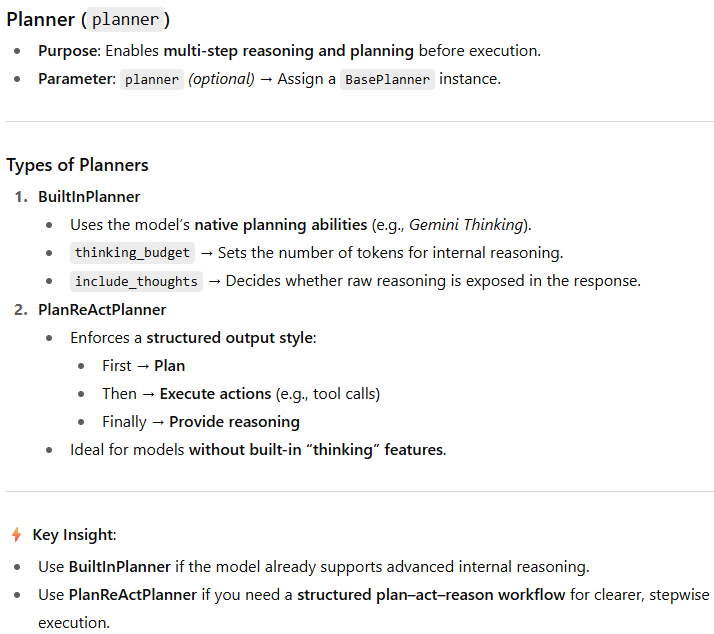 Planner (planner)
• Purpose: Enables multi-step reasoning and planning before execution.
• Parameter: planner (optional) → Assign a BasePlanner instance.
Types of Planners
1. BuiltInPlanner
• Uses the model’s native planning abilities (e.g., Gemini Thinking).
• thinking_budget → Sets the number of tokens for internal reasoning.
• include_thoughts → Decides whether raw reasoning is exposed in the response.
2. PlanReActPlanner
• Enforces a structured output style:
• First → Plan
• Then → Execute actions (e.g., tool calls)
• Finally → Provide reasoning
• Ideal for models without built-in “thinking” features.
⚡ Key Insight:
• Use BuiltInPlanner if the model already supports advanced internal reasoning.
• Use PlanReActPlanner if you need a structured plan–act–reason workflow for clearer, stepwise
execution.